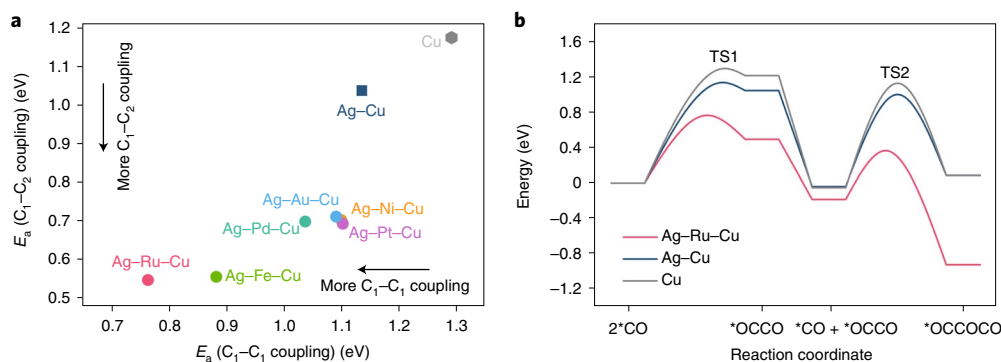 a
1.2
1.1
1.0
0.9
0.8
0.7
0.6
0.5
Eₐ (C₁–C₂ coupling) (eV)
More C₁–C₂ coupling
Cu
Ag–Cu
Ag–Au–Cu
Ag–Ni–Cu
Ag–Pd–Cu
Ag–Pt–Cu
Ag–Ru–Cu
Ag–Fe–Cu
More C₁–C₁ coupling
0.7 0.8 0.9 1.0 1.1 1.2 1.3
Eₐ (C₁–C₁ coupling) (eV)
b
1.6
1.2
0.8
0.4
0
–0.4
–0.8
–1.2
Energy (eV)
TS1
TS2
Ag–Ru–Cu
Ag–Cu
Cu
2*CO *OCCO *CO + *OCCO *OCCOCO
Reaction coordinate